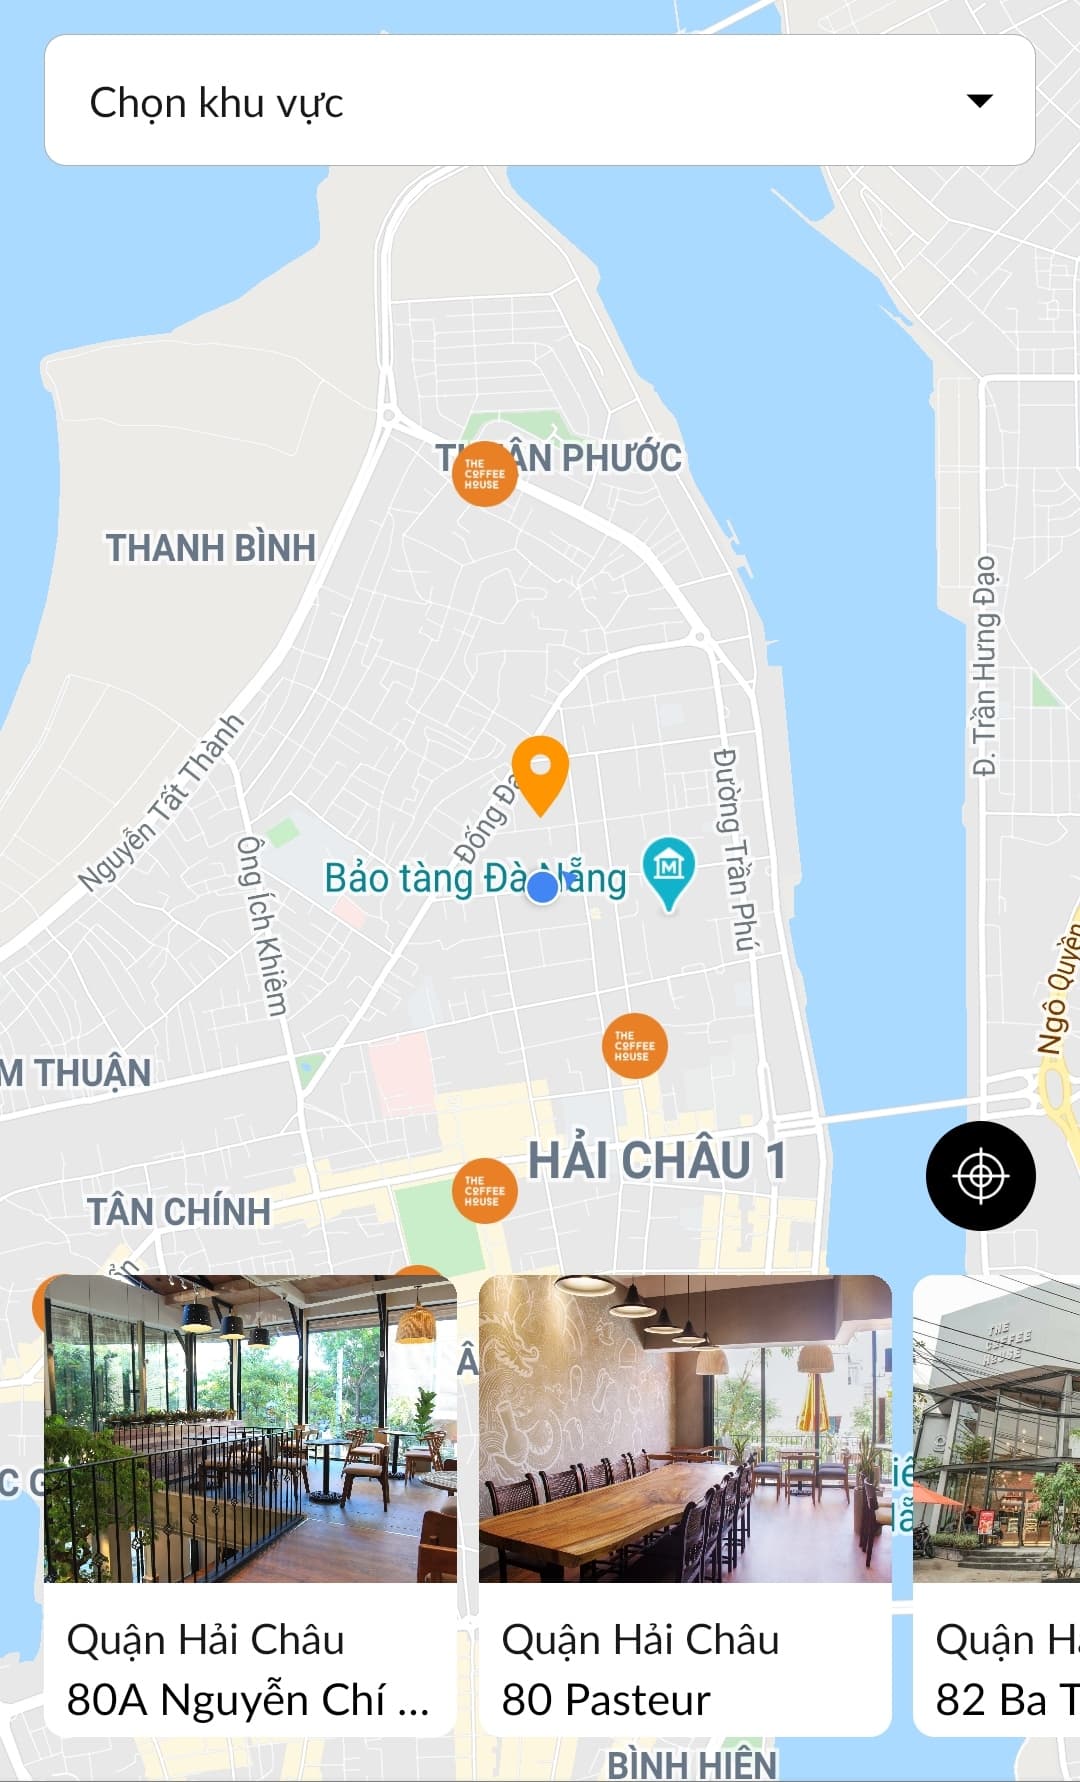 Chọn khu vực
THE
COFFEE
HOUSE
ÂN PHƯỚC
THANH BÌNH
Nguyễn Tất Thành
Đ. Trần Hưng Đạo
Đống Đa
Đường Trần Phú
Ông Ích Khiêm
Bảo tàng Đà Nẵng
M
Ngô Quyền
THE
COFFEE
HOUSE
M THUẬN
HẢI CHÂU 1
THE
COFFEE
HOUSE
TÂN CHÍNH
THE
COFFEE
HOUSE
Quận Hải Châu
80A Nguyễn Chí ...
Quận Hải Châu
80 Pasteur
Quận H
82 Ba T
BÌNH HIÊN